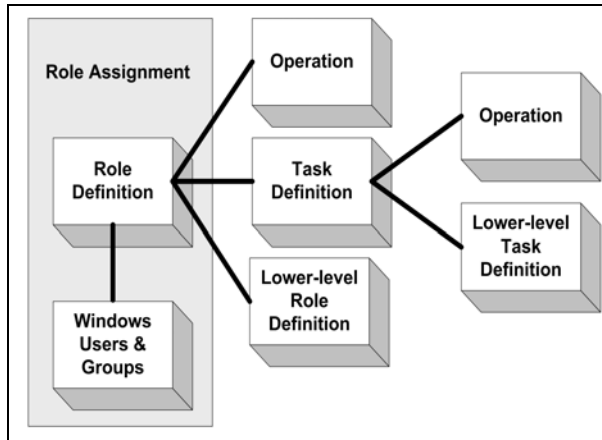 Role Assignment
Operation
Operation
Role
Definition
Task
Definition
Lower-level
Task
Definition
Lower-level
Role
Definition
Windows
Users &
Groups